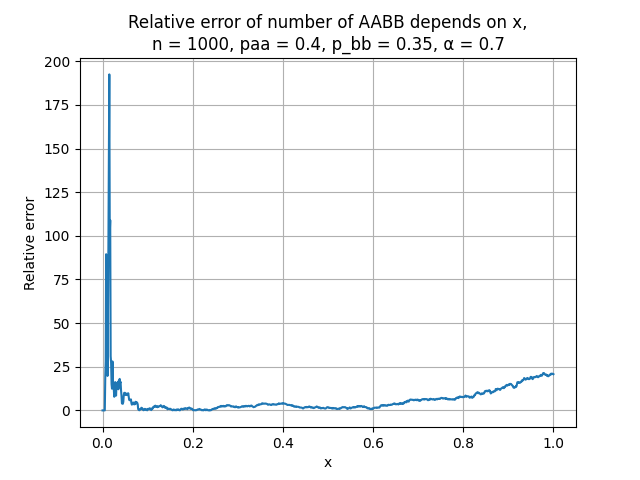 Relative error of number of AABB depends on x,
n = 1000, paa = 0.4, p_bb = 0.35, α = 0.7
200
175
150
125
100
75
50
25
0
Relative error
0.0 0.2 0.4 0.6 0.8 1.0
x